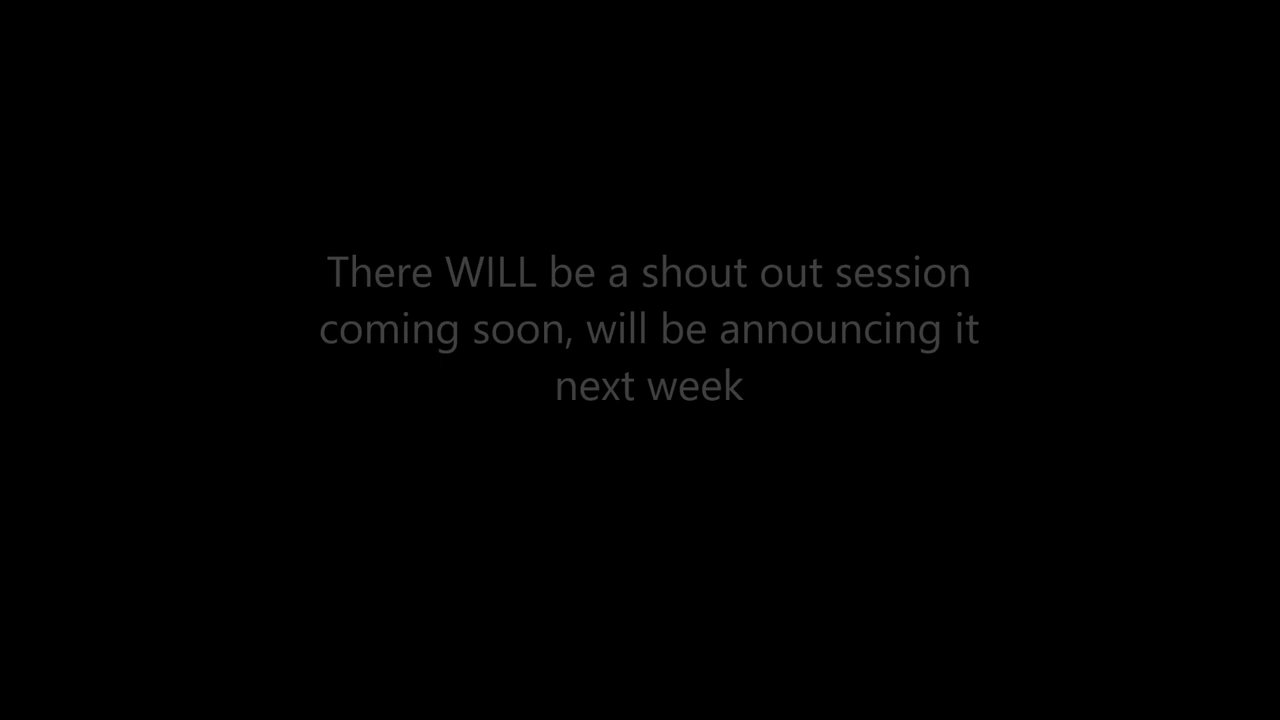 There WILL be a shout out session
coming soon, will be announcing it
next week